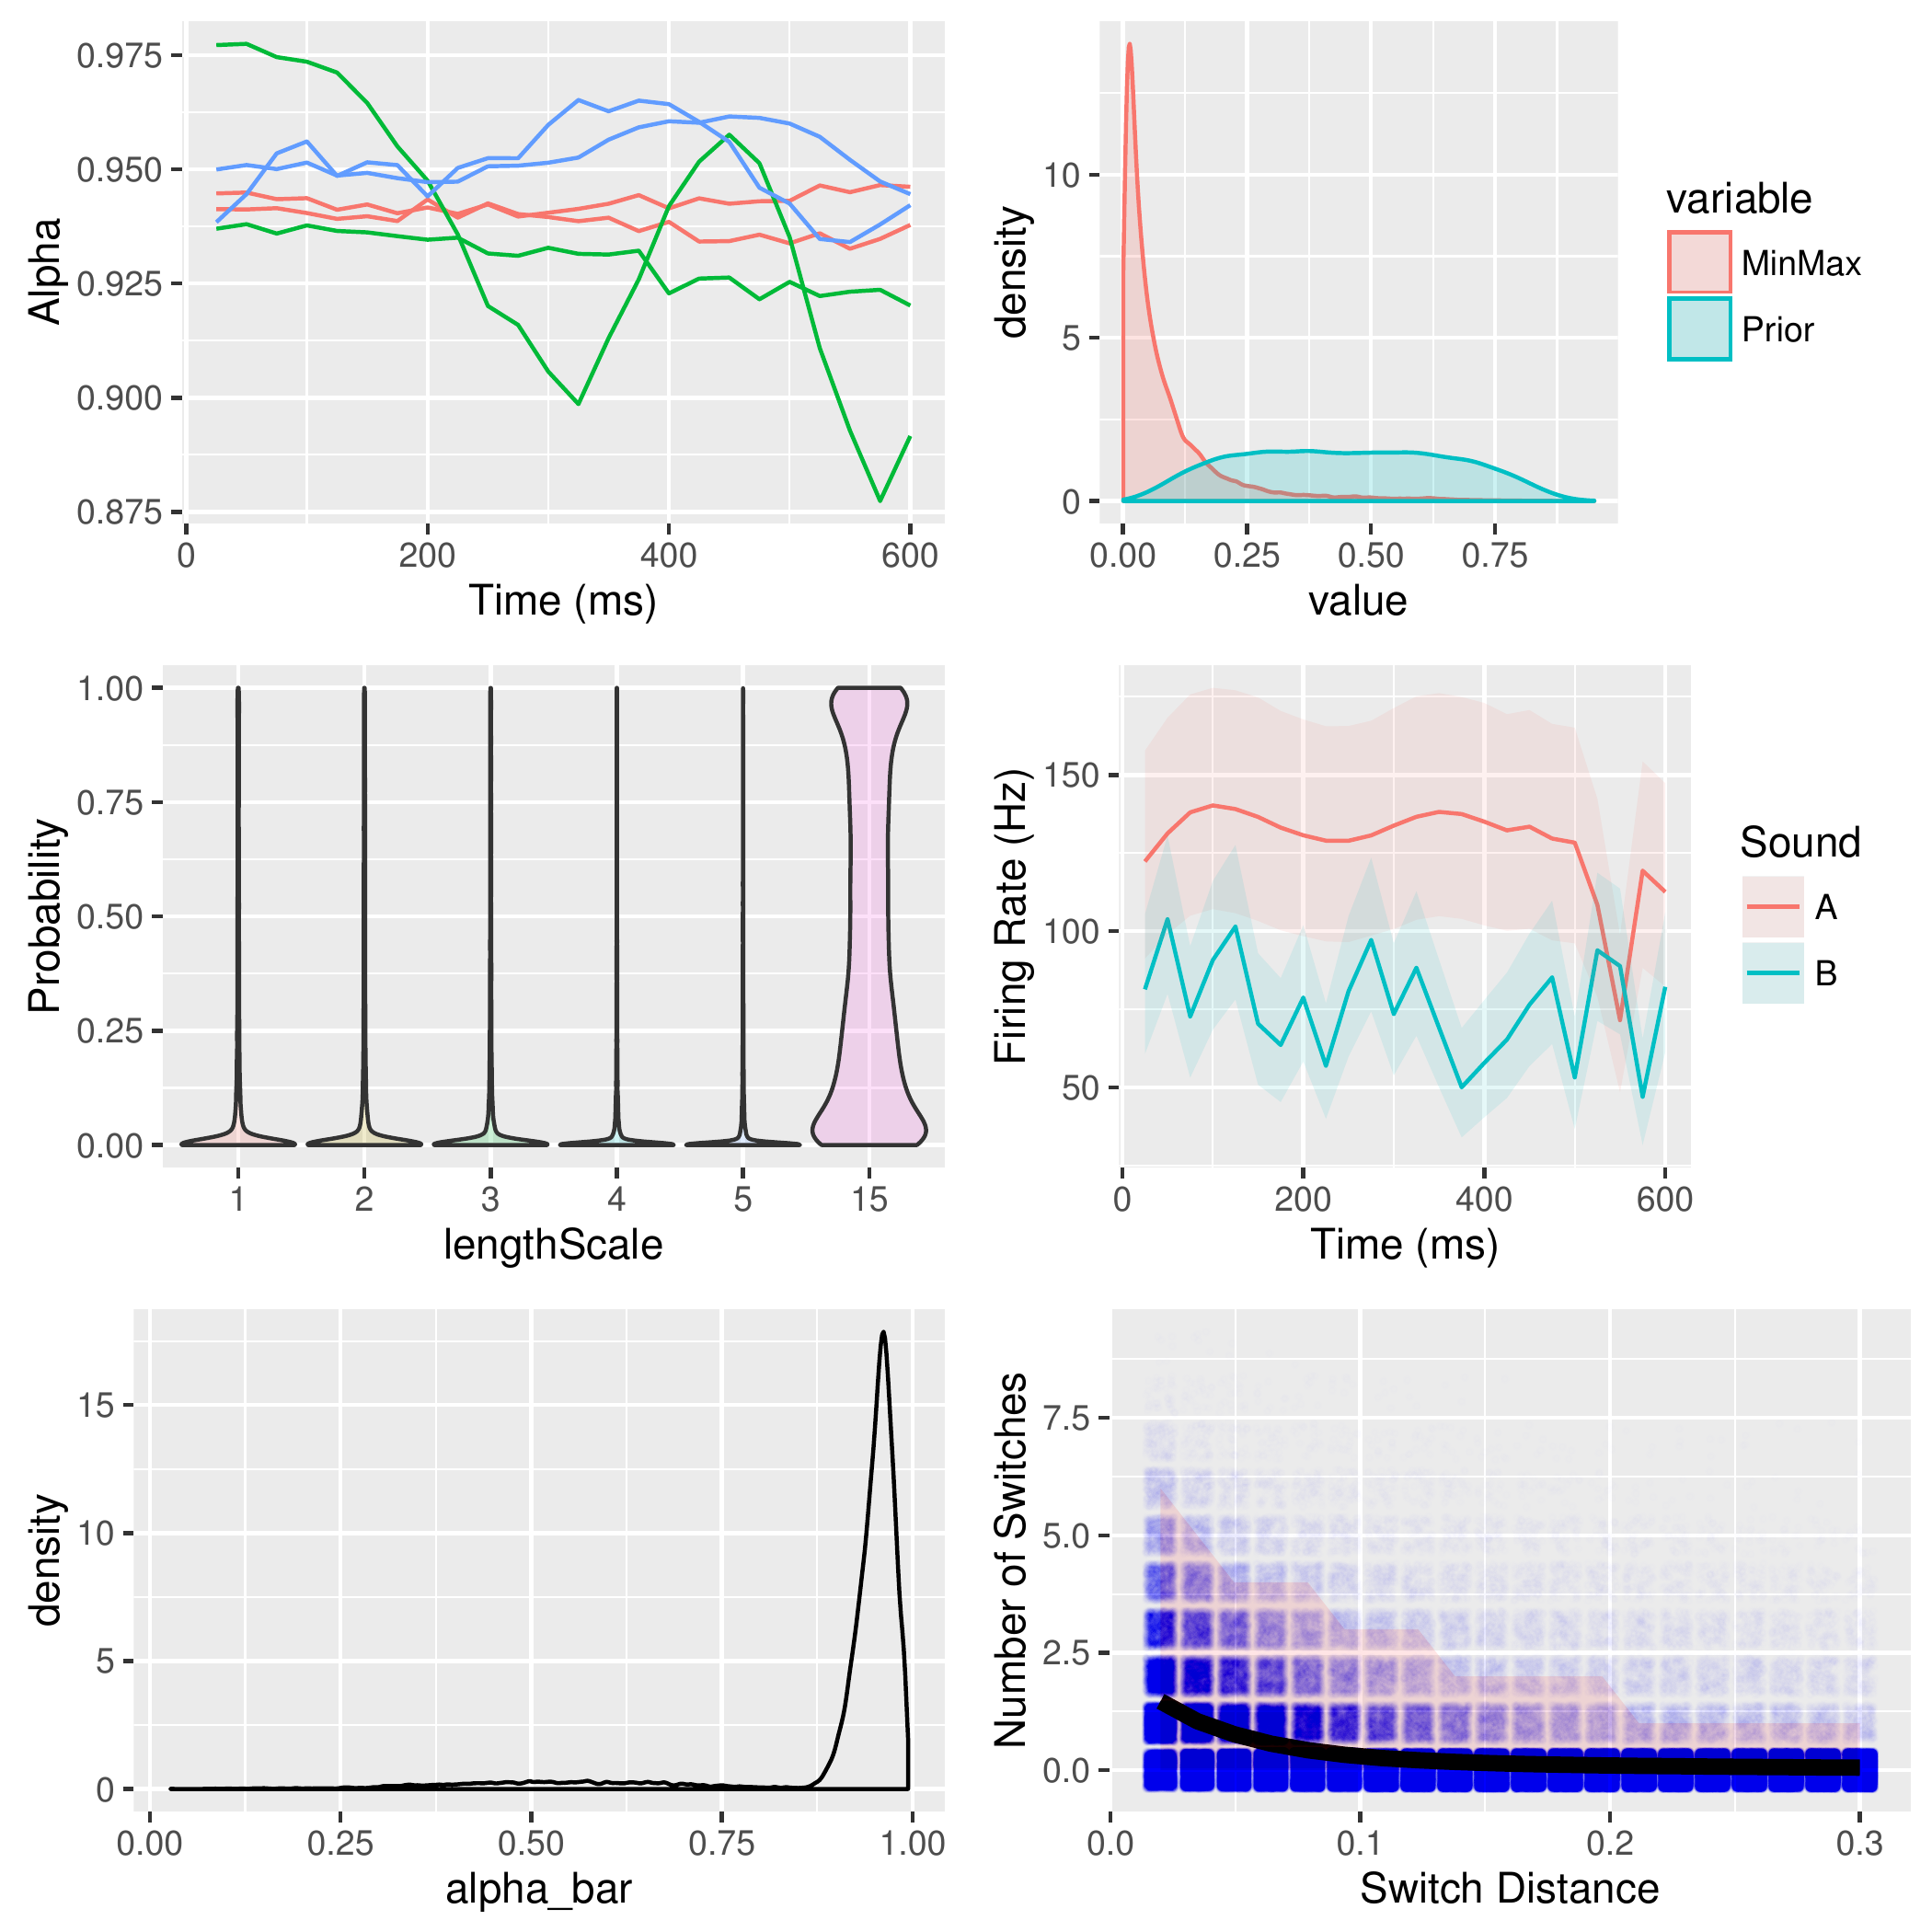 0.975
0.950
0.925
0.900
0.875
Alpha
0 200 400 600
Time (ms)
10
5
0
density
0.00 0.25 0.50 0.75
value
variable
MinMax
Prior
1.00
0.75
0.50
0.25
0.00
Probability
1 2 3 4 5 15
lengthScale
150
100
50
Firing Rate (Hz)
0 200 400 600
Time (ms)
Sound
A
B
15
10
5
0
density
0.00 0.25 0.50 0.75 1.00
alpha_bar
7.5
5.0
2.5
0.0
Number of Switches
0.0 0.1 0.2 0.3
Switch Distance